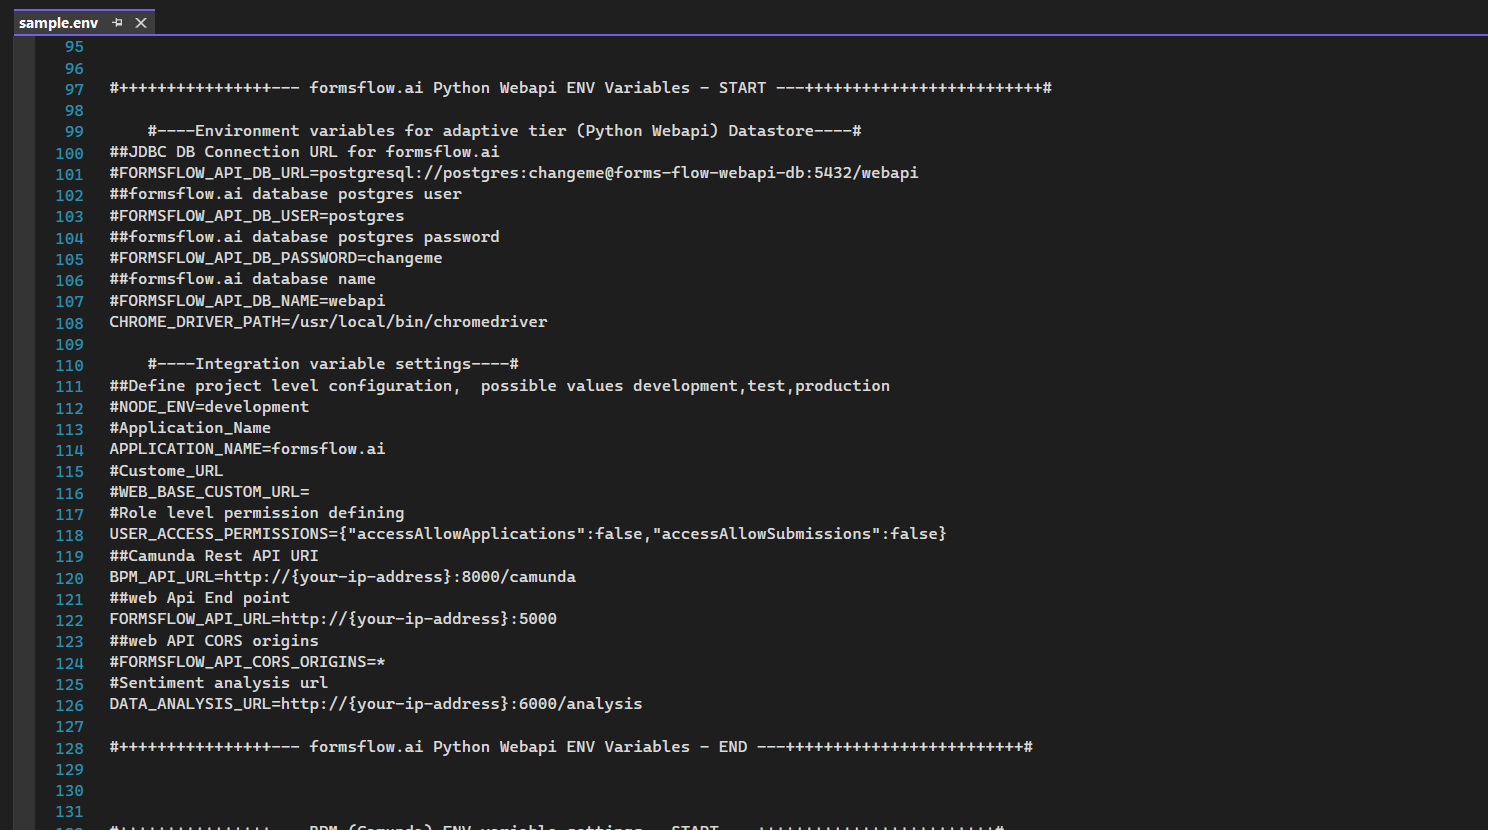 sample.env
95
96
97 #++++++++++++++++--- formsflow.ai Python Webapi ENV Variables - START ---+++++++++++++++++++++++++#
98
99 #----Environment variables for adaptive tier (Python Webapi) Datastore----#
100 ##JDBC DB Connection URL for formsflow.ai
101 #FORMSFLOW_API_DB_URL=postgresql://postgres:changeme@forms-flow-webapi-db:5432/webapi
102 ##formsflow.ai database postgres user
103 #FORMSFLOW_API_DB_USER=postgres
104 ##formsflow.ai database postgres password
105 #FORMSFLOW_API_DB_PASSWORD=changeme
106 ##formsflow.ai database name
107 #FORMSFLOW_API_DB_NAME=webapi
108 CHROME_DRIVER_PATH=/usr/local/bin/chromedriver
109
110 #----Integration variable settings----#
111 ##Define project level configuration,  possible values development,test,production
112 #NODE_ENV=development
113 #Application_Name
114 APPLICATION_NAME=formsflow.ai
115 #Custome_URL
116 #WEB_BASE_CUSTOM_URL=
117 #Role level permission defining
118 USER_ACCESS_PERMISSIONS={"accessAllowApplications":false,"accessAllowSubmissions":false}
119 ##Camunda Rest API URI
120 BPM_API_URL=http://{your-ip-address}:8000/camunda
121 ##web Api End point
122 FORMSFLOW_API_URL=http://{your-ip-address}:5000
123 ##web API CORS origins
124 #FORMSFLOW_API_CORS_ORIGINS=*
125 #Sentiment analysis url
126 DATA_ANALYSIS_URL=http://{your-ip-address}:6000/analysis
127
128 #++++++++++++++++--- formsflow.ai Python Webapi ENV Variables - END ---+++++++++++++++++++++++++#
129
130
131